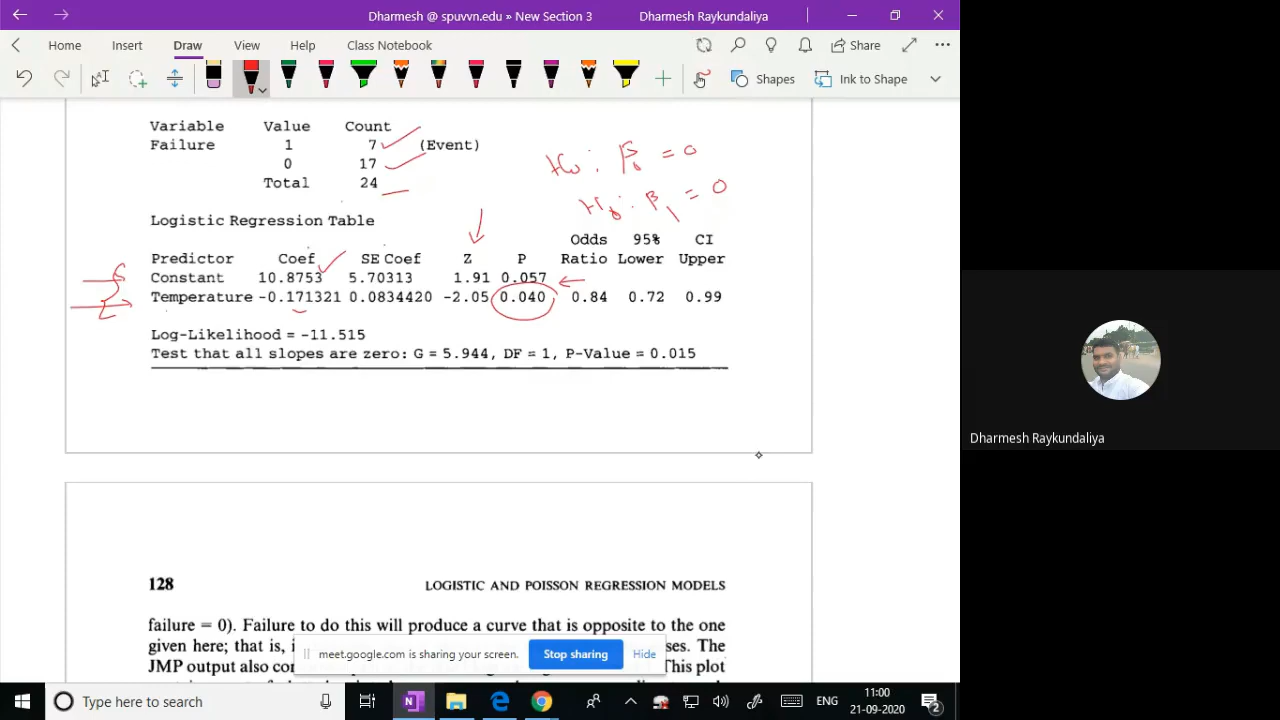 Dharmesh @ spuvvn.edu » New Section 3
Dharmesh Raykundaliya
Home Insert Draw View Help Class Notebook
Share
Shapes
Ink to Shape
Variable Value Count
Failure 1 7 (Event)
0 17
Total 24
H₀ : β₀ = 0
H₀ : β₁ = 0
Logistic Regression Table
Odds 95% CI
Predictor Coef SE Coef Z P Ratio Lower Upper
Constant 10.8753 5.70313 1.91 0.057
Temperature -0.171321 0.0834420 -2.05 0.040 0.84 0.72 0.99
Log-Likelihood = -11.515
Test that all slopes are zero: G = 5.944, DF = 1, P-Value = 0.015
Dharmesh Raykundaliya
128 LOGISTIC AND POISSON REGRESSION MODELS
failure = 0). Failure to do this will produce a curve that is opposite to the one
given here; that is, ses. The
meet.google.com is sharing your screen. Stop sharing Hide
JMP output also This plot
Type here to search
ENG
11:00
21-09-2020
2